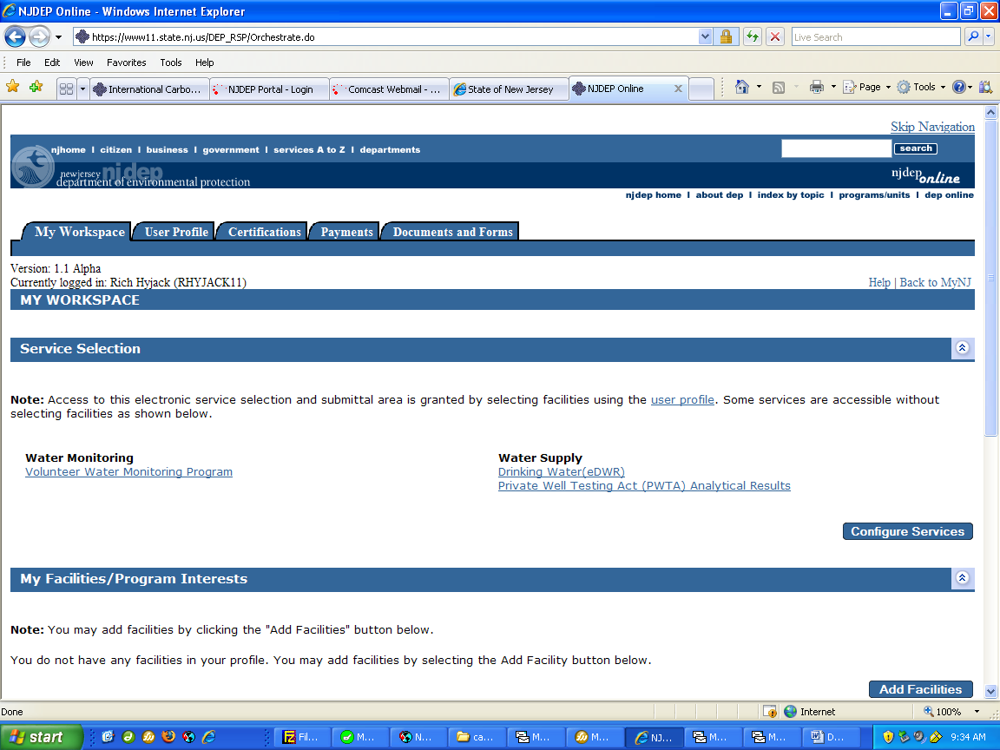 NJDEP Online - Windows Internet Explorer
https://www11.state.nj.us/DEP_RSP/Orchestrate.do
Live Search
File Edit View Favorites Tools Help
International Carbo... NJDEP Portal - Login Comcast Webmail - ... State of New Jersey NJDEP Online X
Page Tools
Skip Navigation
njhome I citizen I business I government I services A to Z I departments
search
newjersey njdep
department of environmental protection
njdep online
njdep home I about dep I index by topic I programs/units I dep online
My Workspace User Profile Certifications Payments Documents and Forms
Version: 1.1 Alpha
Currently logged in: Rich Hyjack (RHYJACK11)
Help | Back to MyNJ
MY WORKSPACE
Service Selection
Note: Access to this electronic service selection and submittal area is granted by selecting facilities using the user profile. Some services are accessible without
selecting facilities as shown below.
Water Monitoring
Volunteer Water Monitoring Program
Water Supply
Drinking Water(eDWR)
Private Well Testing Act (PWTA) Analytical Results
Configure Services
My Facilities/Program Interests
Note: You may add facilities by clicking the "Add Facilities" button below.
You do not have any facilities in your profile. You may add facilities by selecting the Add Facility button below.
Add Facilities
Done
Internet
100%
start
Fil... M... N... ca... M... M... NJ... M... M... D...
9:34 AM